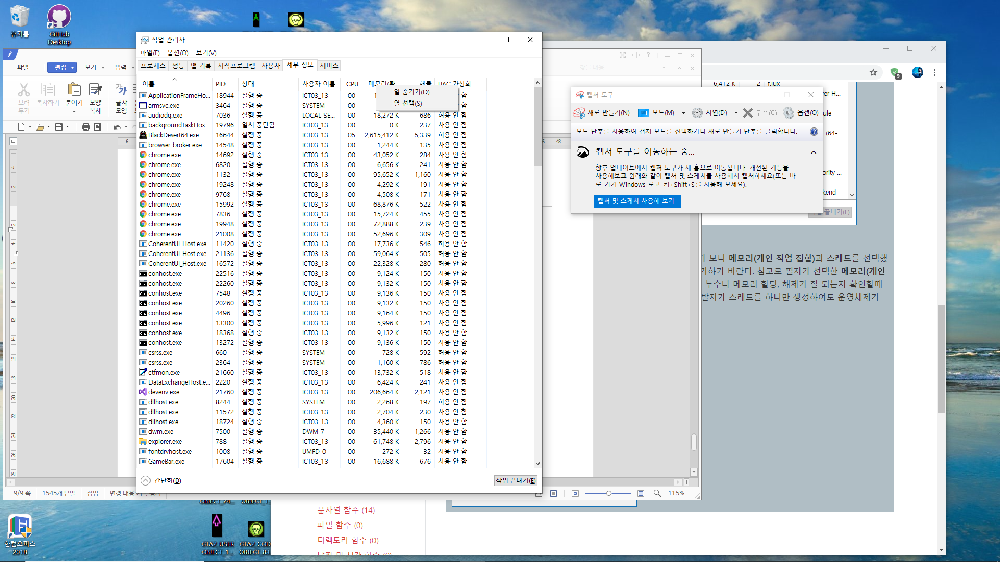 휴지통
GitHub
Desktop
작업 관리자
파일(F) 옵션(O) 보기(V)
프로세스 성능 앱 기록 시작프로그램 사용자 세부 정보 서비스
이름 PID 상태 사용자 이름 CPU 메모리(활 핸들 UAC 가상화
열 숨기기(D)
열 선택(S)
ApplicationFrameHo... 18944 실행 중 ICT03_13 00
armsvc.exe 3464 실행 중 SYSTEM 00
audiodg.exe 7036 실행 중 LOCAL SE... 00 18,272 K 686 허용 안 함
backgroundTaskHos... 19796 일시 중단됨 ICT03_13 00 0 K 237 사용 안 함
BlackDesert64.exe 16644 실행 중 ICT03_13 05 2,615,412 K 5,339 허용 안 함
browser_broker.exe 14548 실행 중 ICT03_13 00 1,244 K 135 사용 안 함
chrome.exe 14692 실행 중 ICT03_13 00 43,052 K 284 사용 안 함
chrome.exe 6820 실행 중 ICT03_13 00 6,656 K 241 사용 안 함
chrome.exe 1132 실행 중 ICT03_13 00 95,652 K 1,160 사용 안 함
chrome.exe 19248 실행 중 ICT03_13 00 4,292 K 191 사용 안 함
chrome.exe 9768 실행 중 ICT03_13 00 4,508 K 171 사용 안 함
chrome.exe 15992 실행 중 ICT03_13 00 68,876 K 522 사용 안 함
chrome.exe 7836 실행 중 ICT03_13 00 15,724 K 455 사용 안 함
chrome.exe 19948 실행 중 ICT03_13 00 72,888 K 239 사용 안 함
chrome.exe 21008 실행 중 ICT03_13 00 52,696 K 309 사용 안 함
CoherentUI_Host.exe 11420 실행 중 ICT03_13 00 17,736 K 546 허용 안 함
CoherentUI_Host.exe 21136 실행 중 ICT03_13 00 59,064 K 505 허용 안 함
CoherentUI_Host.exe 16572 실행 중 ICT03_13 00 22,328 K 280 허용 안 함
conhost.exe 22516 실행 중 ICT03_13 00 9,124 K 150 사용 안 함
conhost.exe 22260 실행 중 ICT03_13 00 9,132 K 150 사용 안 함
conhost.exe 7548 실행 중 ICT03_13 00 9,136 K 150 사용 안 함
conhost.exe 20260 실행 중 ICT03_13 00 9,132 K 150 사용 안 함
conhost.exe 4496 실행 중 ICT03_13 00 9,164 K 150 사용 안 함
conhost.exe 13300 실행 중 ICT03_13 00 5,996 K 121 사용 안 함
conhost.exe 18368 실행 중 ICT03_13 00 9,132 K 150 사용 안 함
conhost.exe 13272 실행 중 ICT03_13 00 9,136 K 150 사용 안 함
csrss.exe 660 실행 중 SYSTEM 00 728 K 592 허용 안 함
csrss.exe 2364 실행 중 SYSTEM 00 1,160 K 786 허용 안 함
ctfmon.exe 21660 실행 중 ICT03_13 00 13,732 K 518 사용 안 함
DataExchangeHost.e... 2220 실행 중 ICT03_13 00 6,424 K 241 사용 안 함
devenv.exe 21760 실행 중 ICT03_13 00 206,664 K 2,121 사용 안 함
dllhost.exe 8244 실행 중 SYSTEM 00 2,268 K 197 허용 안 함
dllhost.exe 11572 실행 중 ICT03_13 00 2,704 K 230 사용 안 함
dllhost.exe 18724 실행 중 ICT03_13 00 4,360 K 150 사용 안 함
dwm.exe 7500 실행 중 DWM-7 00 35,440 K 1,266 사용 안 함
explorer.exe 788 실행 중 ICT03_13 00 61,748 K 2,796 사용 안 함
fontdrvhost.exe 1008 실행 중 UMFD-0 00 272 K 32 사용 안 함
GameBar.exe 17604 실행 중 ICT03_13 00 16,688 K 676 사용 안 함
간단히(D) 작업 끝내기(E)
파일 편집 보기 입력
오려 두기 복사하기 붙이기 모양 복사 글자 모양
찾을 내용
9/9 쪽 1545개 낱말 삽입 변경 내용 115%
캡처 도구
새로 만들기(N) 모드(M) 지연(D) 취소(C) 옵션(O)
모드 단추를 사용하여 캡처 모드를 선택하거나 새로 만들기 단추를 클릭합니다.
캡처 도구를 이동하는 중...
향후 업데이트에서 캡처 도구가 새 홈으로 이동됩니다. 개선된 기능을
사용해보고 원래와 같이 캡처 및 스케치를 사용해서 캡처하세요(또는 바
로 가기 Windows 로고 키+Shift+S를 사용해 보세요).
캡처 및 스케치 사용해 보기
6,412 K 2 f.lux
끝내기(E)
보니 메모리(개인 작업 집합)과 스레드를 선택했
가하기 바란다. 참고로 필자가 선택한 메모리(개인
누수나 메모리 할당, 해제가 잘 되는지 확인할때
발자가 스레드를 하나만 생성하여도 운영체제가
문자열 함수 (14)
파일 함수 (0)
디렉토리 함수 (0)
한컴오피스
2018
GTA2_USER
OBJECT_1...
GTA2_COD
OBJECT_83